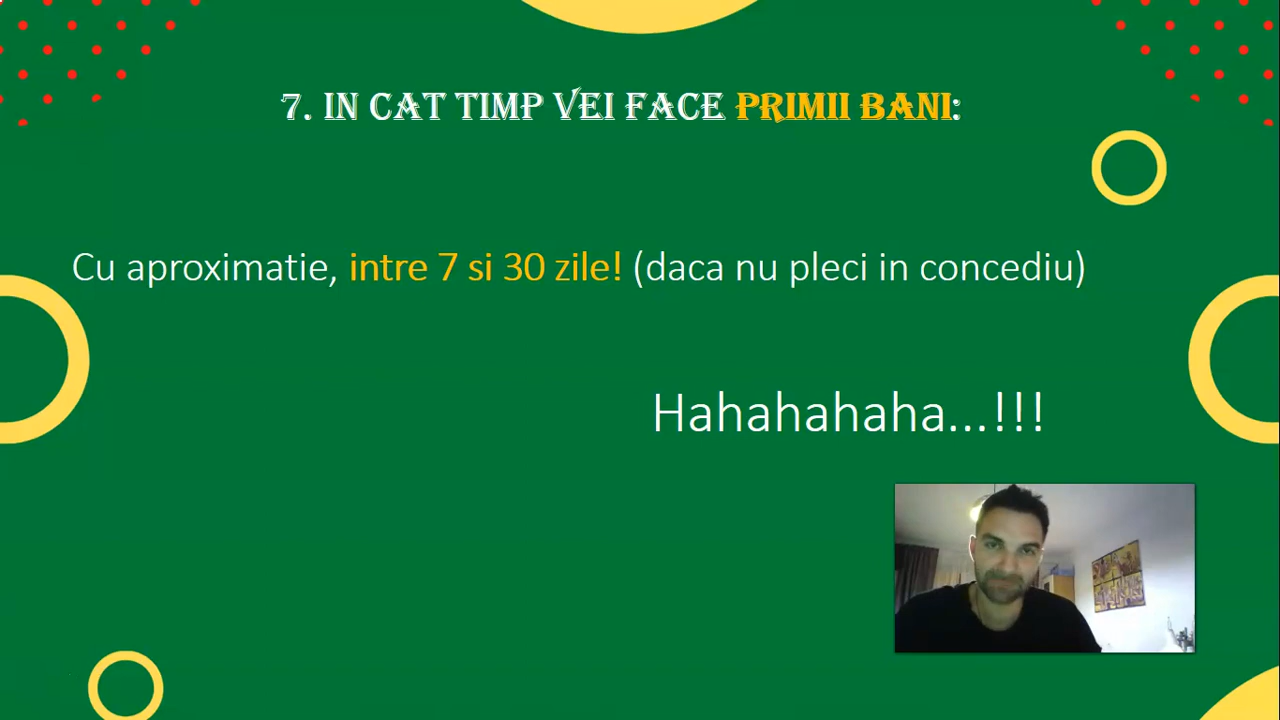 7. IN CAT TIMP VEI FACE PRIMII BANI:
Cu aproximatie, intre 7 si 30 zile! (daca nu pleci in concediu)
Hahahahaha...!!!